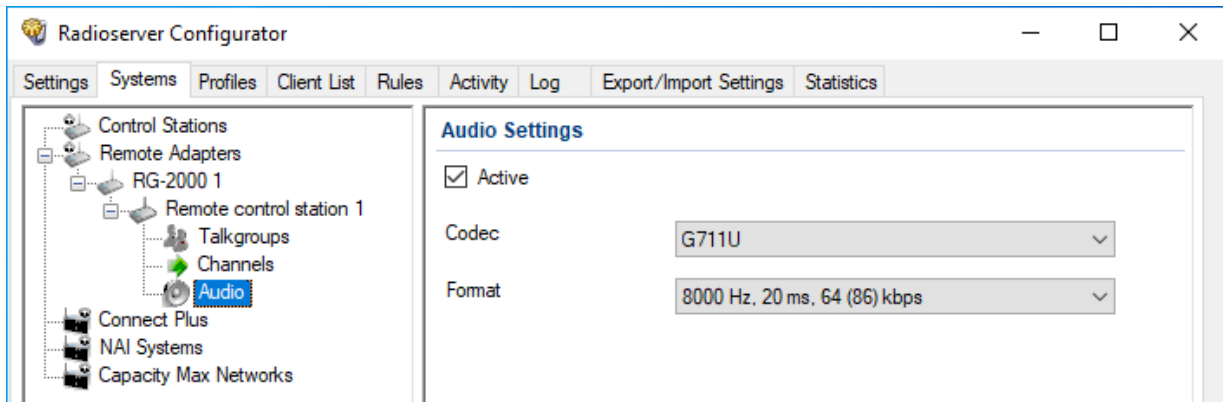 Radioserver Configurator
Settings Systems Profiles Client List Rules Activity Log Export/Import Settings Statistics
Control Stations
Remote Adapters
RG-2000 1
Remote control station 1
Talkgroups
Channels
Audio
Connect Plus
NAI Systems
Capacity Max Networks
Audio Settings
Active
Codec G711U
Format 8000 Hz, 20 ms, 64 (86) kbps